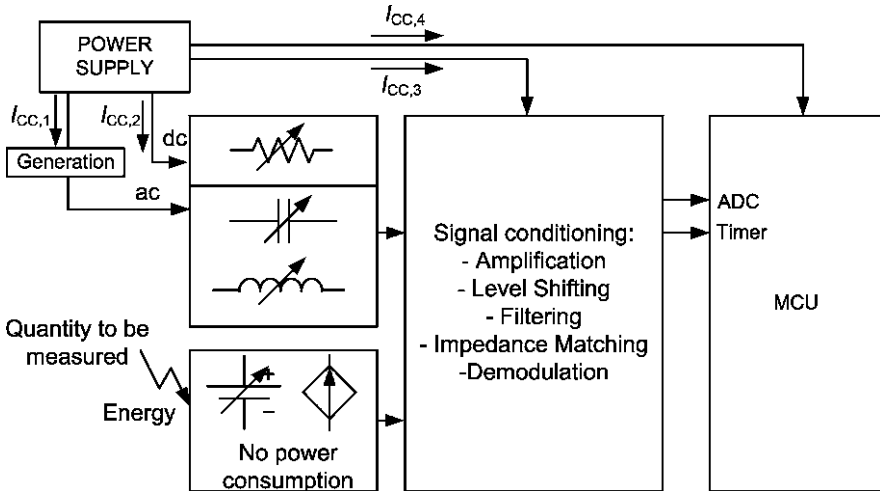 POWER
SUPPLY
I_CC,4
I_CC,3
I_CC,1
I_CC,2
dc
Generation
ac
Signal conditioning:
- Amplification
- Level Shifting
- Filtering
- Impedance Matching
-Demodulation
ADC
Timer
MCU
Quantity to be
measured
Energy
+
−
No power
consumption